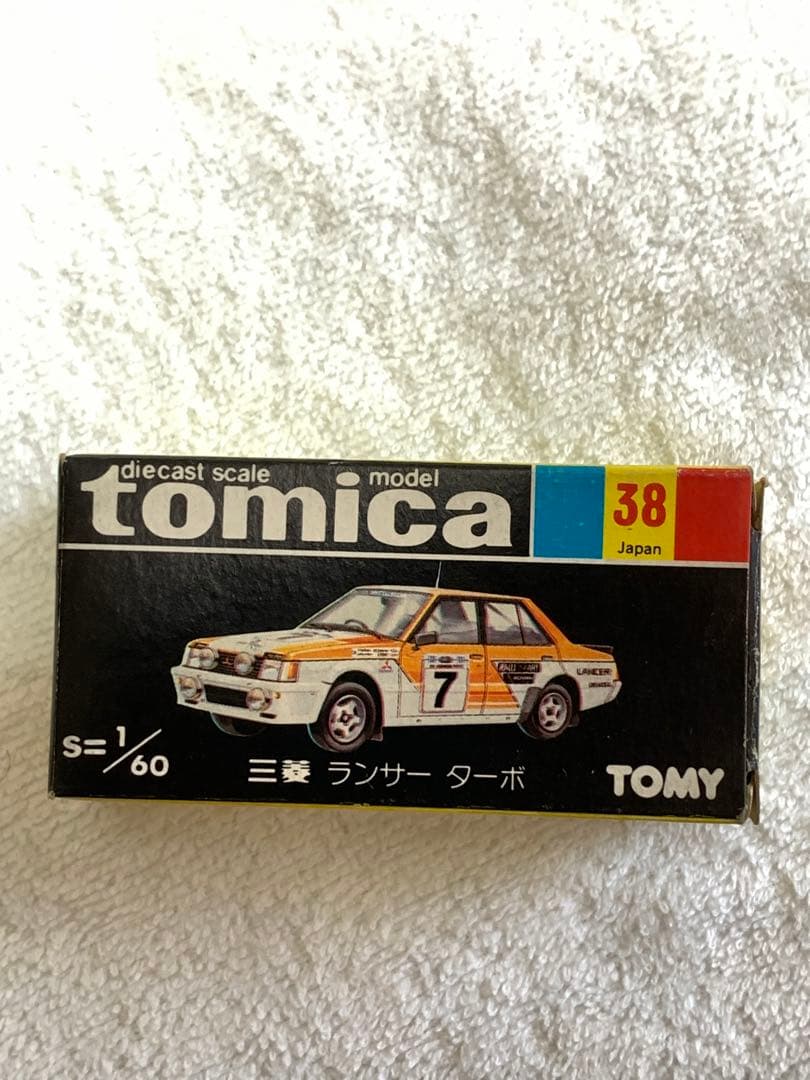 diecast scale model
tomica
38
Japan
7
RALLIART
LANCER
S=1/60
三菱 ランサー ターボ
TOMY